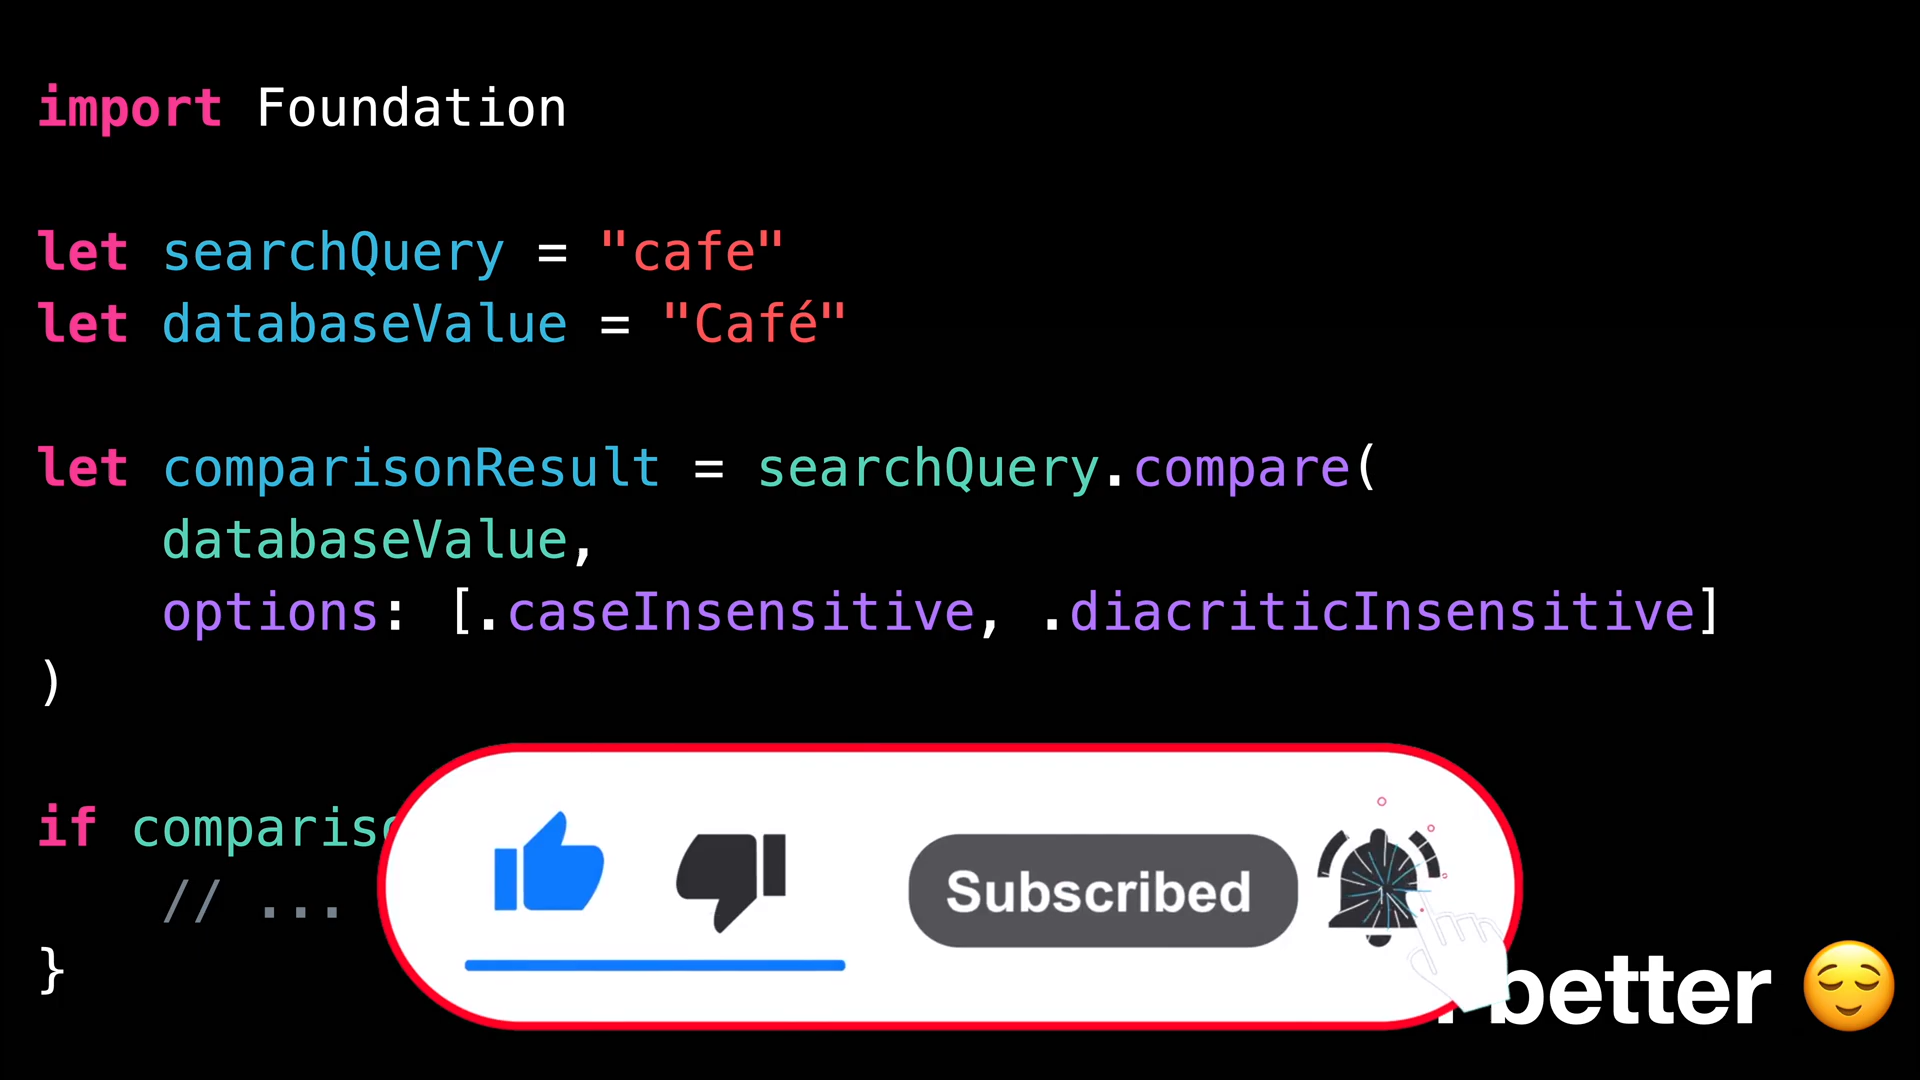 import Foundation
let searchQuery = "cafe"
let databaseValue = "Café"
let comparisonResult = searchQuery.compare(
databaseValue,
options: [.caseInsensitive, .diacriticInsensitive]
)
if
// ...
}
Subscribed
better 😌